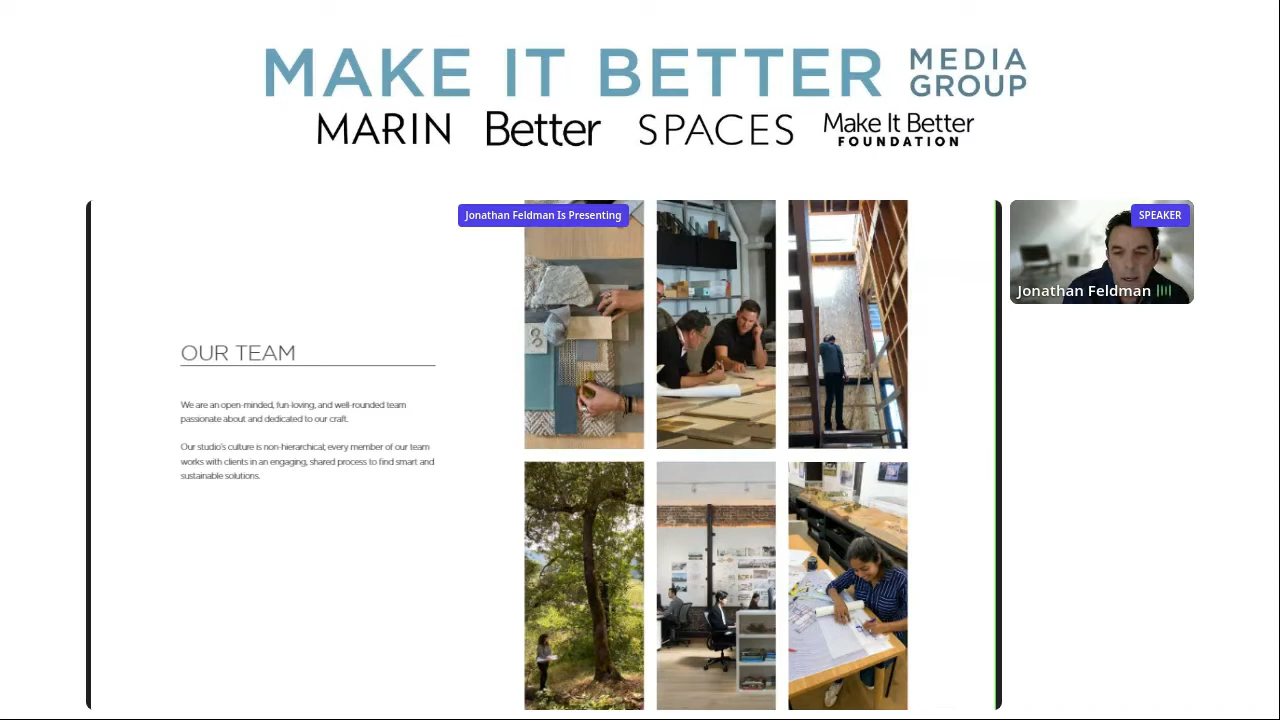 MAKE IT BETTER MEDIA GROUP
MARIN Better SPACES Make It Better FOUNDATION
Jonathan Feldman Is Presenting
SPEAKER
Jonathan Feldman
OUR TEAM
We are an open-minded, fun-loving, and well-rounded team
passionate about and dedicated to our craft.
Our studio's culture is non-hierarchical; every member of our team
works with clients in an engaging, shared process to find smart and
sustainable solutions.